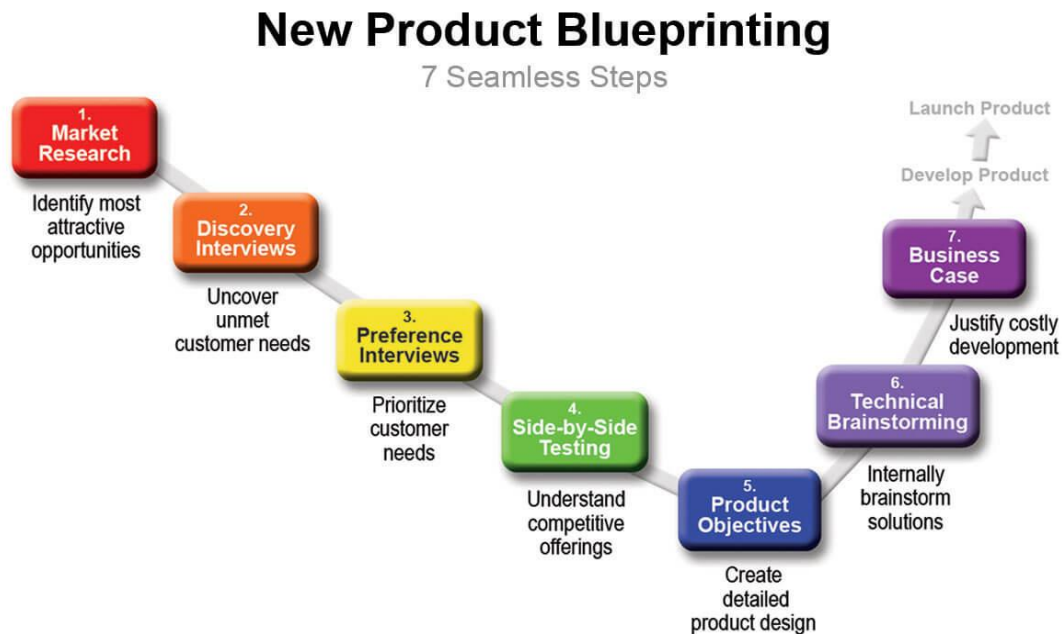 New Product Blueprinting
7 Seamless Steps
1.
Market
Research
Identify most
attractive
opportunities
2.
Discovery
Interviews
Uncover
unmet
customer needs
3.
Preference
Interviews
Prioritize
customer
needs
4.
Side-by-Side
Testing
Understand
competitive
offerings
5.
Product
Objectives
Create
detailed
product design
6.
Technical
Brainstorming
Internally
brainstorm
solutions
7.
Business
Case
Justify costly
development
Develop Product
Launch Product